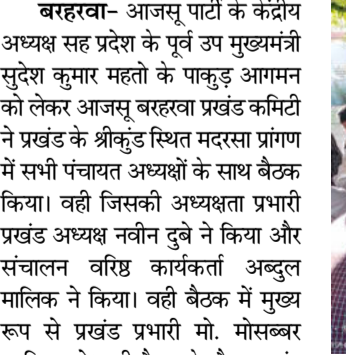 बरहरवा– आजसू पार्टी के केंद्रीय
अध्यक्ष सह प्रदेश के पूर्व उप मुख्यमंत्री
सुदेश कुमार महतो के पाकुड़ आगमन
को लेकर आजसू बरहरवा प्रखंड कमिटी
ने प्रखंड के श्रीकुंड स्थित मदरसा प्रांगण
में सभी पंचायत अध्यक्षों के साथ बैठक
किया। वही जिसकी अध्यक्षता प्रभारी
प्रखंड अध्यक्ष नवीन दुबे ने किया और
संचालन वरिष्ठ कार्यकर्ता अब्दुल
मालिक ने किया। वही बैठक में मुख्य
रूप से प्रखंड प्रभारी मो. मोसब्बर